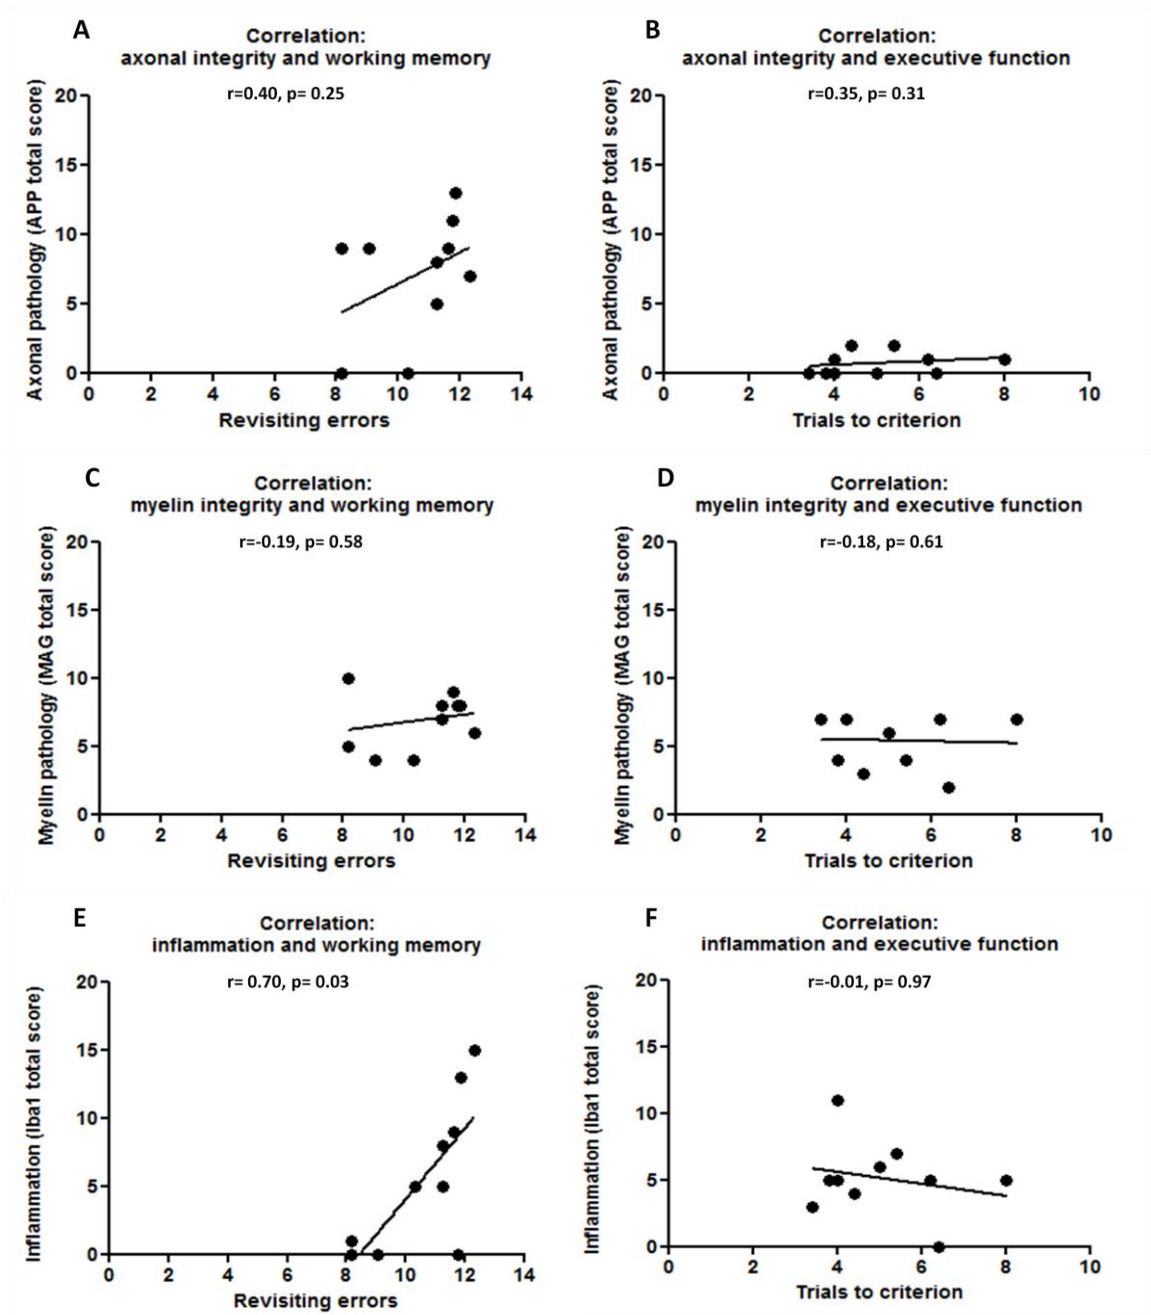 A
Correlation:
axonal integrity and working memory
r=0.40, p= 0.25
Axonal pathology (APP total score)
20
15
10
5
0
0 2 4 6 8 10 12 14
Revisiting errors
B
Correlation:
axonal integrity and executive function
r=0.35, p= 0.31
Axonal pathology (APP total score)
20
15
10
5
0
0 2 4 6 8 10
Trials to criterion
C
Correlation:
myelin integrity and working memory
r=-0.19, p= 0.58
Myelin pathology (MAG total score)
20
15
10
5
0
0 2 4 6 8 10 12 14
Revisiting errors
D
Correlation:
myelin integrity and executive function
r=-0.18, p= 0.61
Myelin pathology (MAG total score)
20
15
10
5
0
0 2 4 6 8 10
Trials to criterion
E
Correlation:
inflammation and working memory
r= 0.70, p= 0.03
Inflammation (Iba1 total score)
20
15
10
5
0
0 2 4 6 8 10 12 14
Revisiting errors
F
Correlation:
inflammation and executive function
r=-0.01, p= 0.97
Inflammation (Iba1 total score)
20
15
10
5
0
0 2 4 6 8 10
Trials to criterion